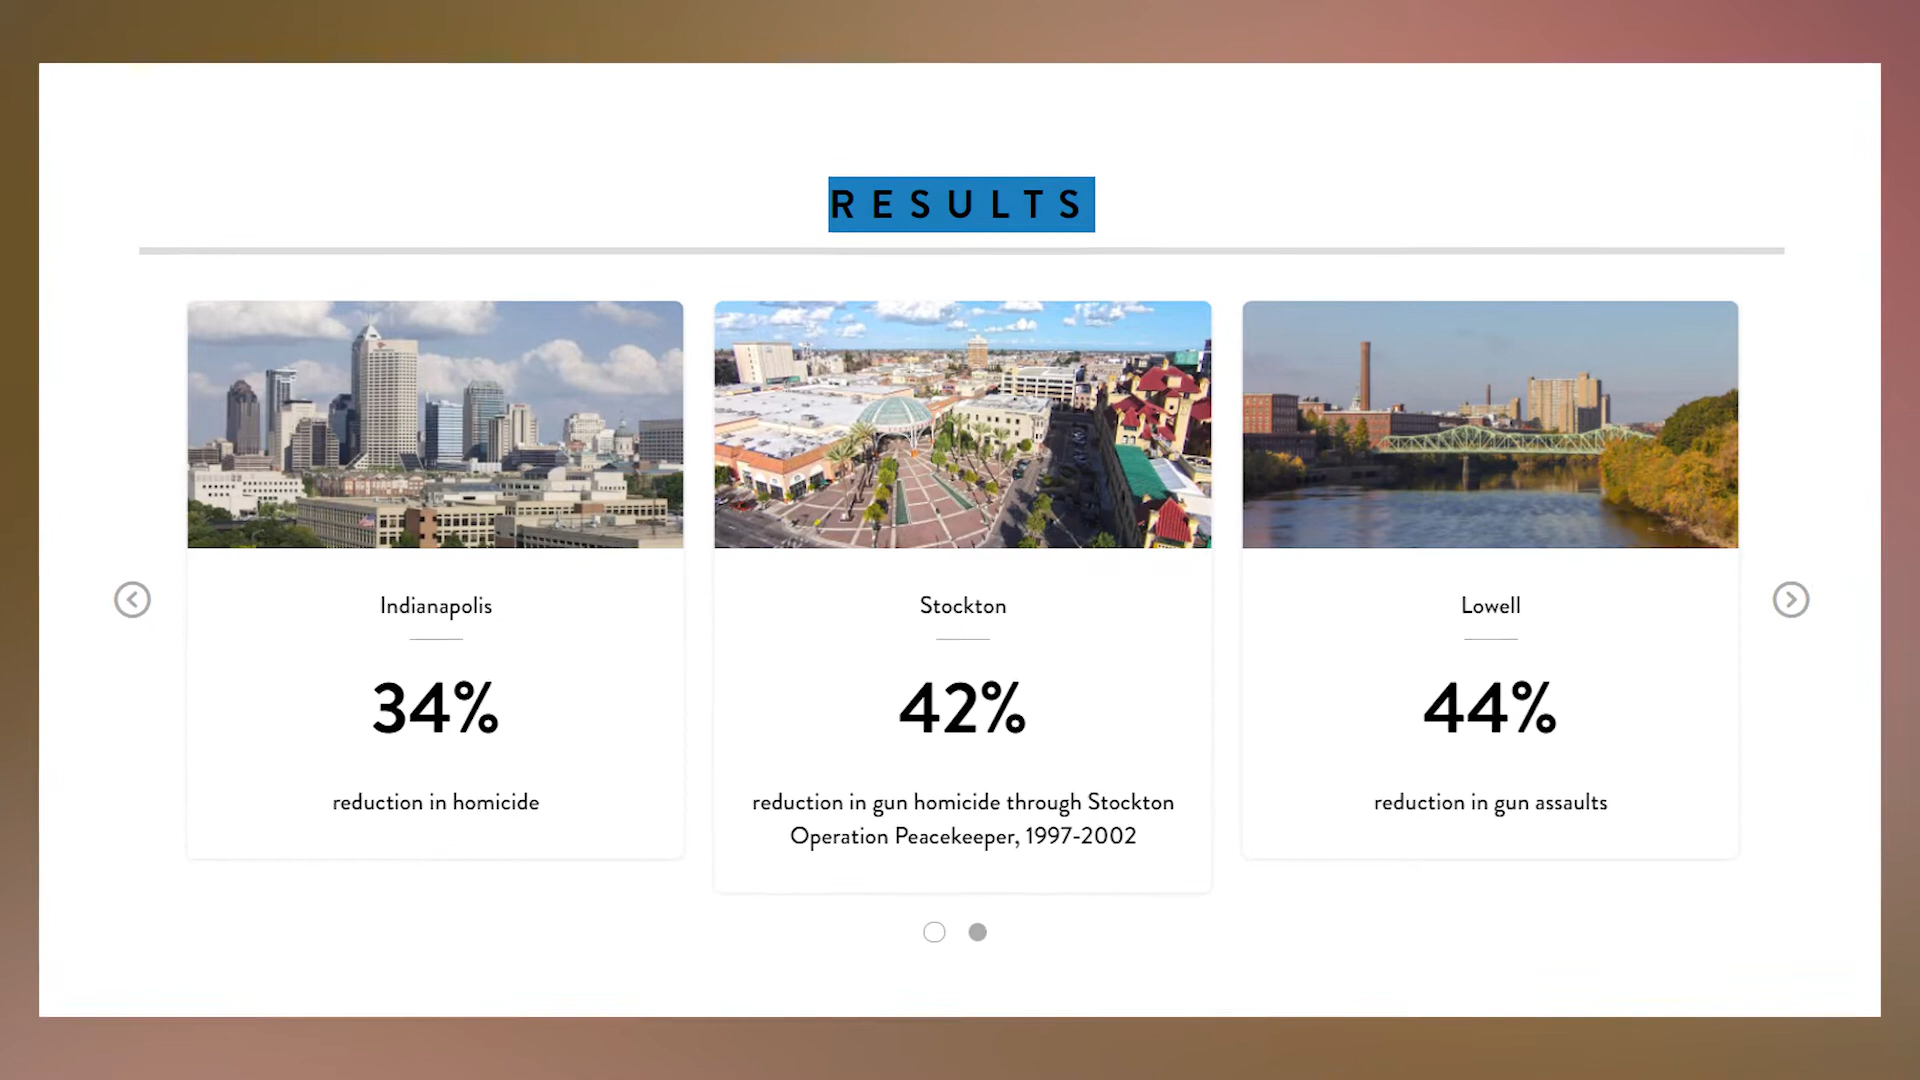 RESULTS
Indianapolis
34%
reduction in homicide
Stockton
42%
reduction in gun homicide through Stockton
Operation Peacekeeper, 1997-2002
Lowell
44%
reduction in gun assaults